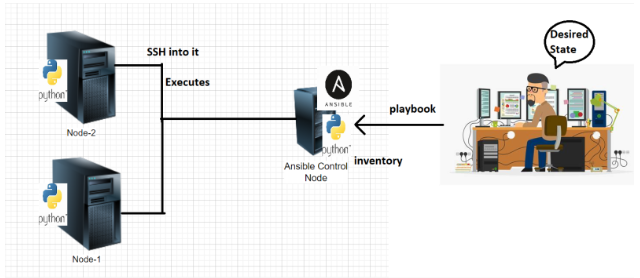 Desired
State
SSH into it
Executes
python
Node-2
ANSIBLE
playbook
python
Ansible Control
Node
inventory
python
Node-1